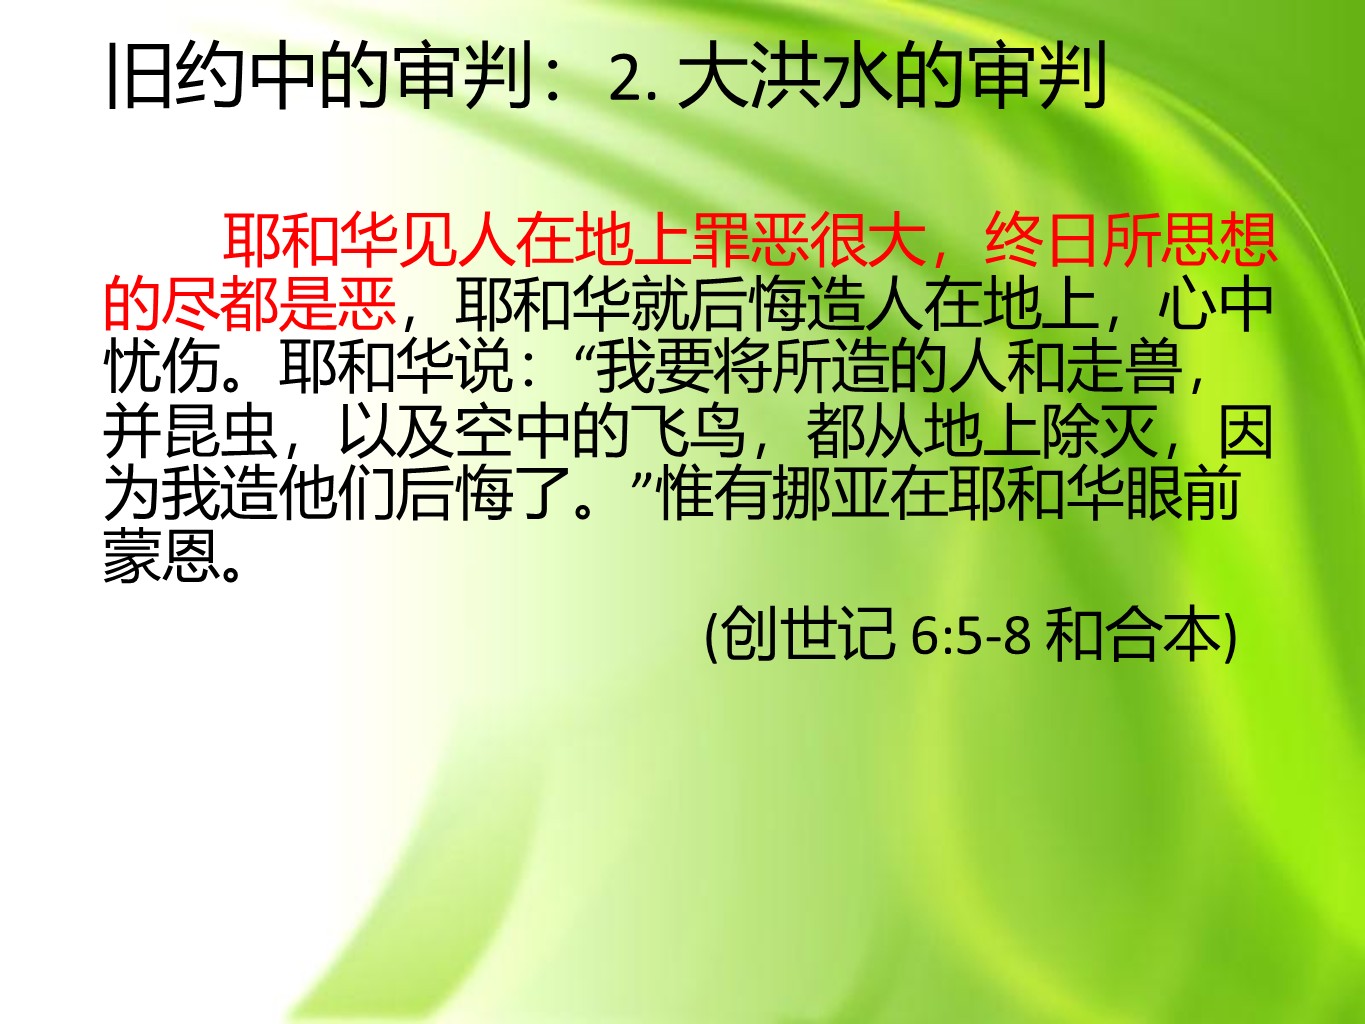 旧约中的审判：2. 大洪水的审判
耶和华见人在地上罪恶很大，终日所思想
的尽都是恶，耶和华就后悔造人在地上，心中
忧伤。耶和华说：“我要将所造的人和走兽，
并昆虫，以及空中的飞鸟，都从地上除灭，因
为我造他们后悔了。”惟有挪亚在耶和华眼前
蒙恩。
(创世记 6:5-8 和合本)